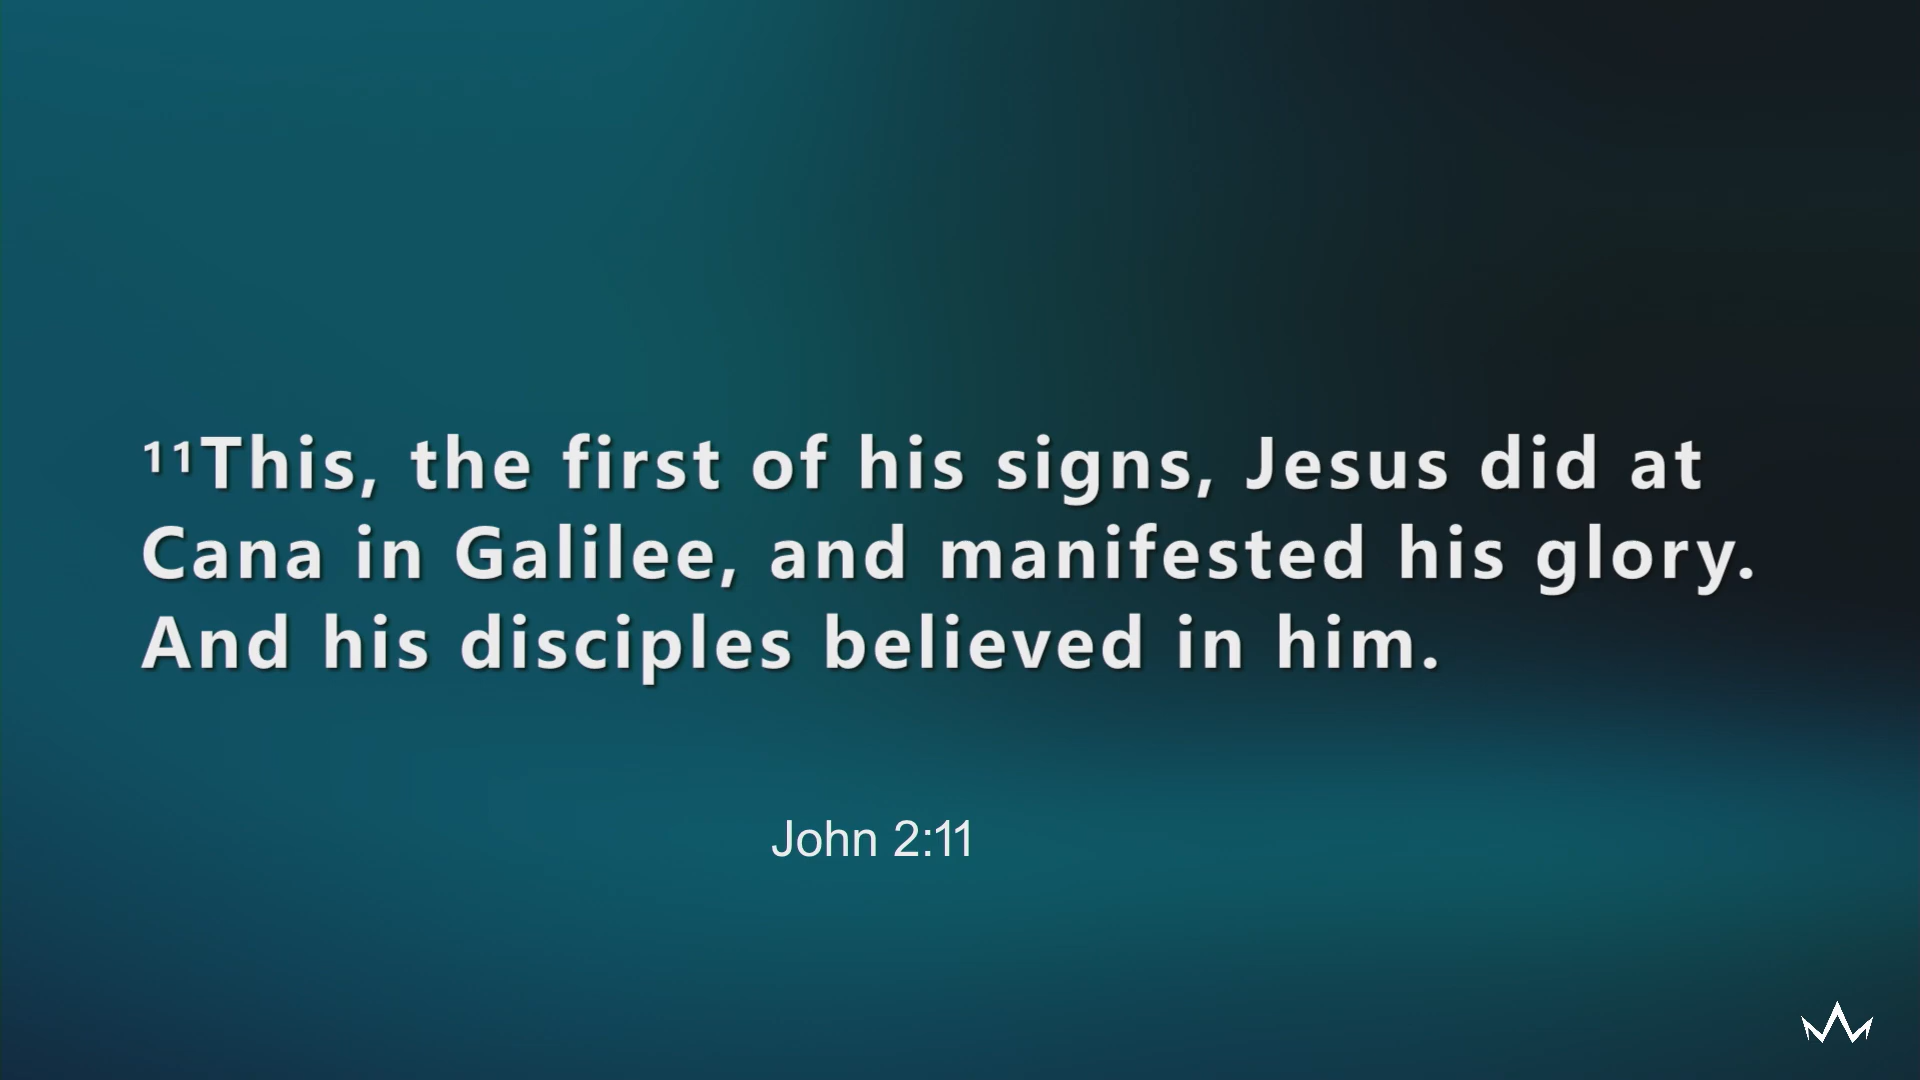 ¹¹This, the first of his signs, Jesus did at
Cana in Galilee, and manifested his glory.
And his disciples believed in him.
John 2:11